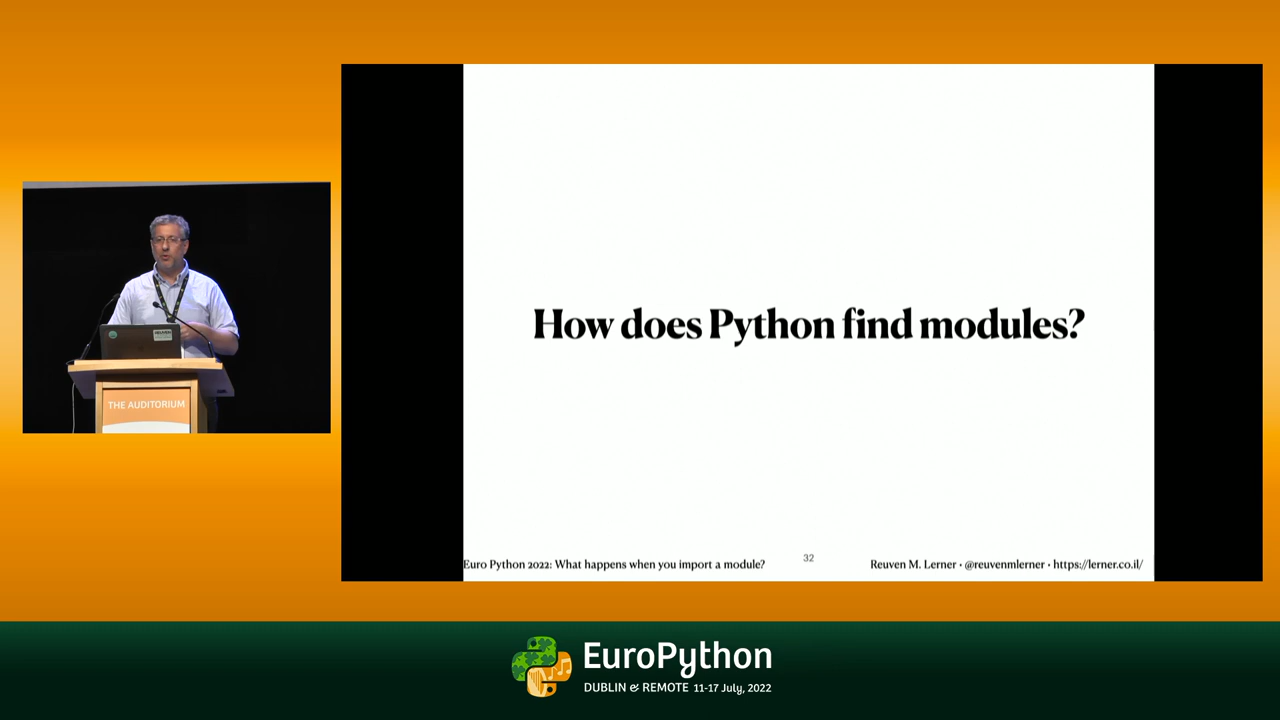 How does Python find modules?
Euro Python 2022: What happens when you import a module?
32
Reuven M. Lerner • @reuvenmlerner • https://lerner.co.il/
THE AUDITORIUM
EuroPython
DUBLIN & REMOTE 11-17 July, 2022